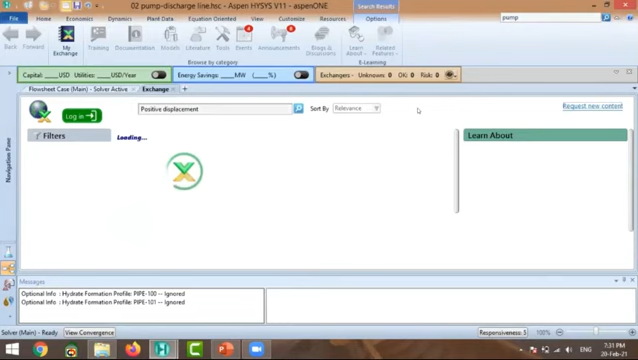 02 pump-discharge line.hsc - Aspen HYSYS V11 - aspenONE
Search Results
File
Home
Economics
Dynamics
Plant Data
Equation Oriented
View
Customize
Resources
Options
pump
Back
Forward
My Exchange
Training
Documentation
Models
Literature
Tools
Events
Announcements
Blogs & Discussions
Learn About
Related Features
Browse by category
E-Learning
Capital: ____USD Utilities: ____USD/Year
Energy Savings: ____MW (____%)
Exchangers - Unknown: 0 OK: 0 Risk: 0
Flowsheet Case (Main) - Solver Active
Exchange
Log in
Positive displacement
Sort By
Relevance
Request new content
Filters
Loading...
Learn About
Navigation Pane
Messages
Optional Info : Hydrate Formation Profile: PIPE-100 -- Ignored
Optional Info : Hydrate Formation Profile: PIPE-101 -- Ignored
Solver (Main) - Ready
View Convergence
Responsiveness: 5
100%
ENG
7:31 PM
20-Feb-21